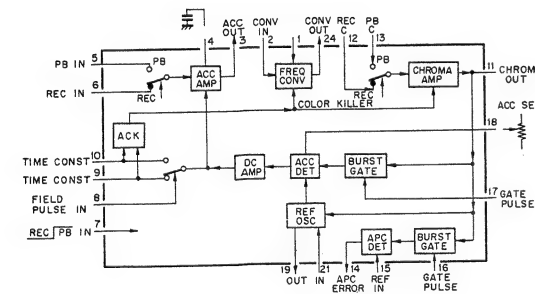 4
ACC OUT 3
CONV IN 2
1
CONV OUT 24
REC C 12
PB C 13
PB IN 5
REC IN 6
PB
REC
ACC AMP
FREQ CONV
PB
REC
CHROMA AMP
11 CHROM OUT
COLOR KILLER
ACK
18 ACC SE
TIME CONST 10
TIME CONST 9
FIELD PULSE IN 8
REC PB IN 7
DC AMP
ACC DET
BURST GATE
17 GATE PULSE
REF OSC
APC DET
BURST GATE
19 OUT
21 IN
14 APC ERROR
15 REF IN
16 GATE PULSE